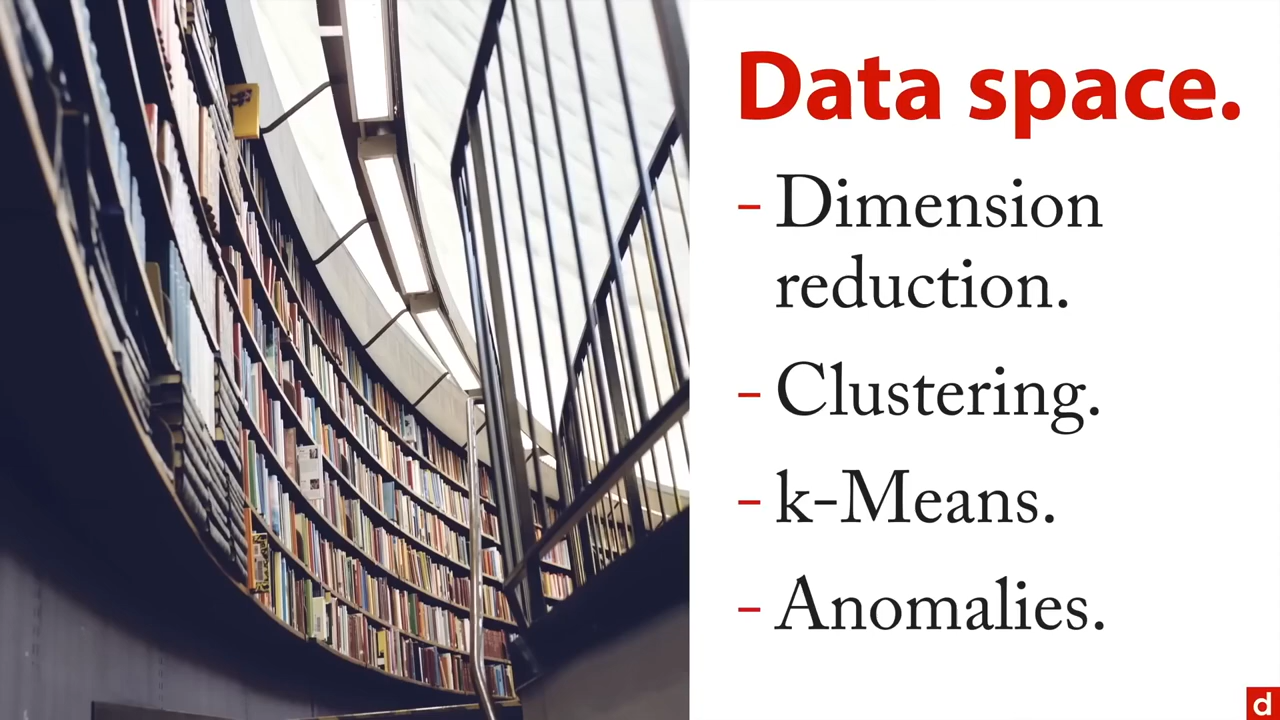 Data space.
- Dimension
reduction.
- Clustering.
- k-Means.
- Anomalies.
d